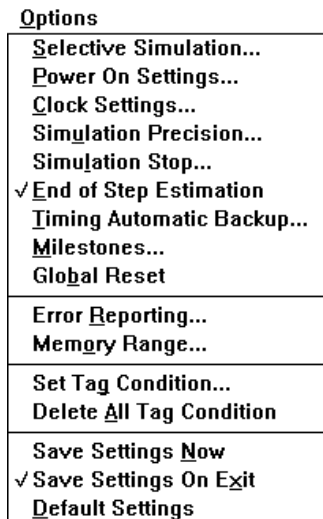 Options
Selective Simulation...
Power On Settings...
Clock Settings...
Simulation Precision...
Simulation Stop...
√ End of Step Estimation
Timing Automatic Backup...
Milestones...
Global Reset
Error Reporting...
Memory Range...
Set Tag Condition...
Delete All Tag Condition
Save Settings Now
√ Save Settings On Exit
Default Settings